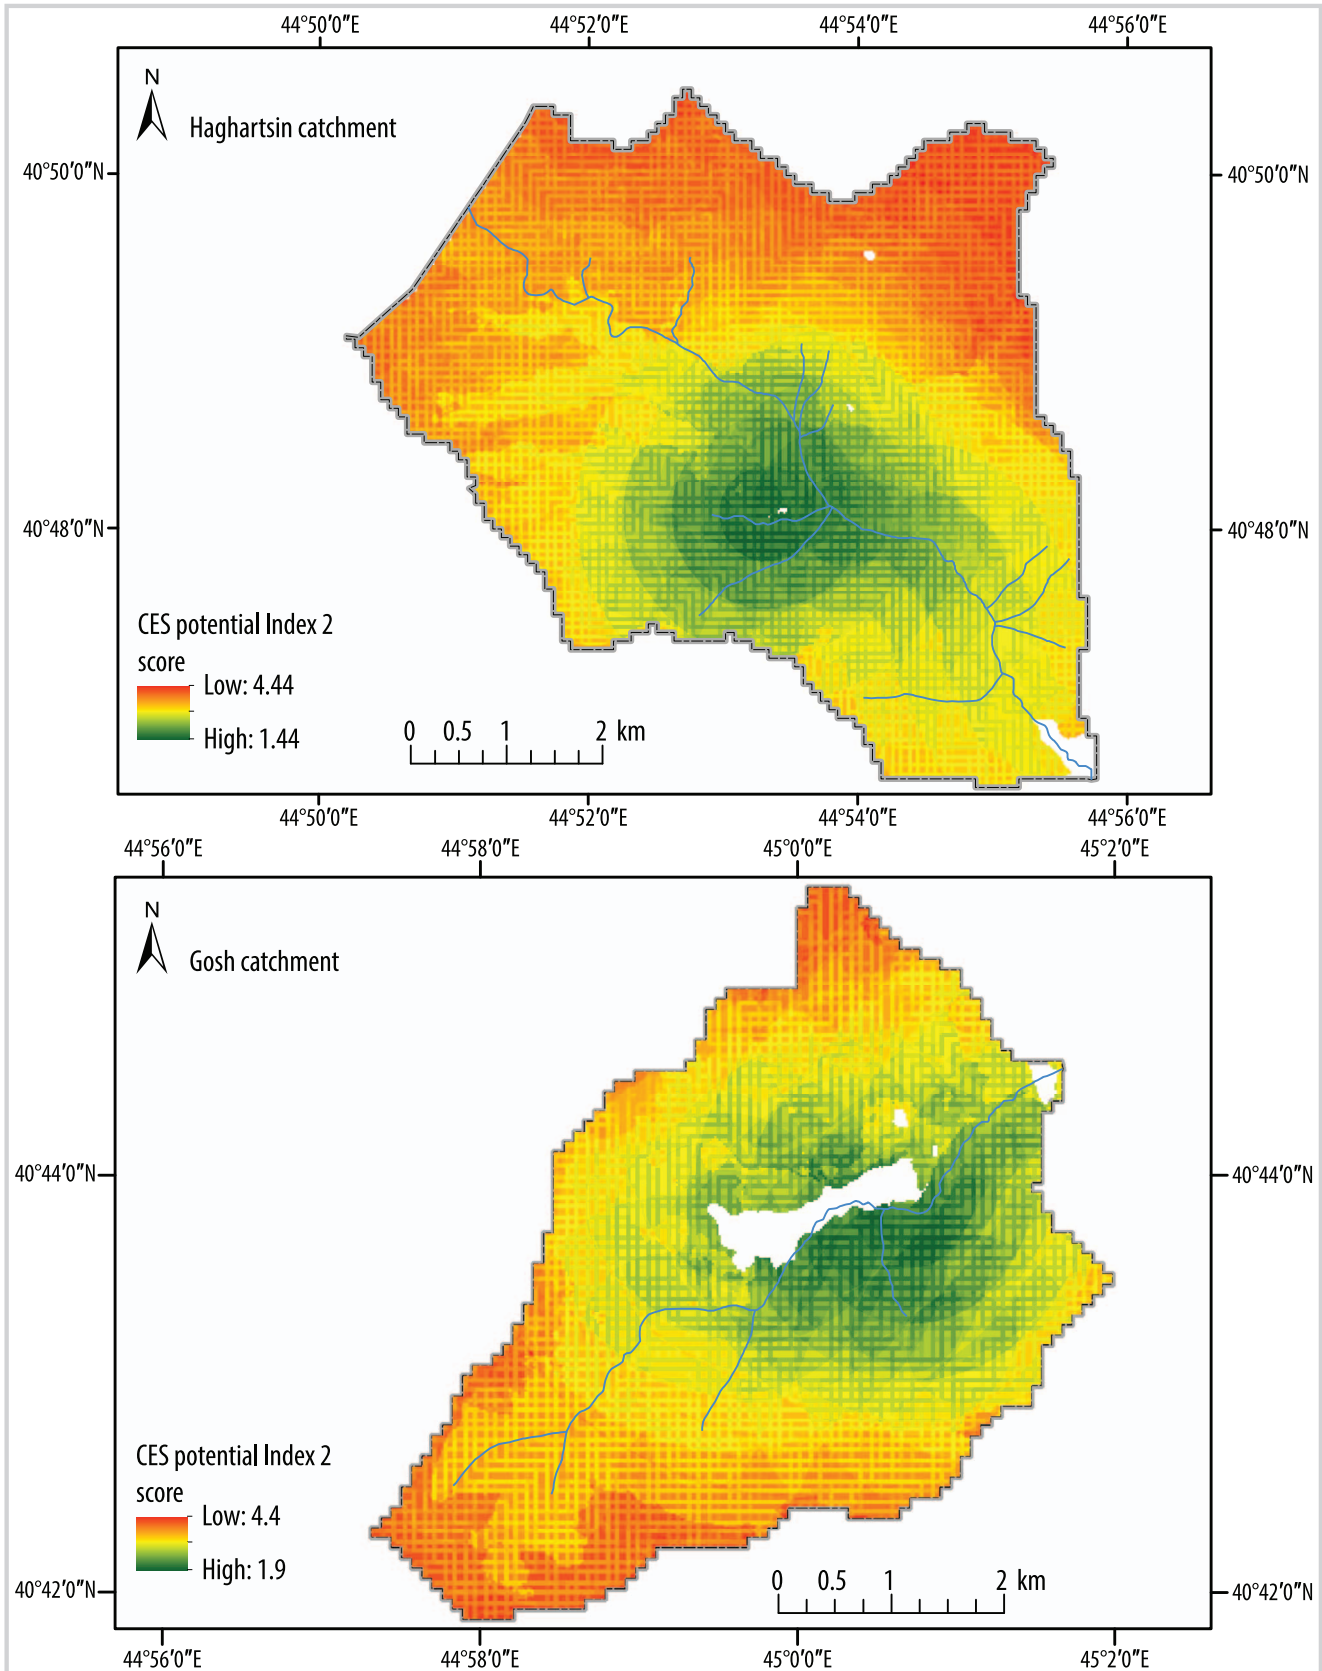 44°50′0″E 44°52′0″E 44°54′0″E 44°56′0″E
N
Haghartsin catchment
40°50′0″N 40°50′0″N
40°48′0″N 40°48′0″N
CES potential Index 2
score
Low: 4.44
High: 1.44
0 0.5 1 2 km
44°50′0″E 44°52′0″E 44°54′0″E 44°56′0″E
44°56′0″E 44°58′0″E 45°0′0″E 45°2′0″E
N
Gosh catchment
40°44′0″N 40°44′0″N
CES potential Index 2
score
Low: 4.4
High: 1.9
0 0.5 1 2 km
40°42′0″N 40°42′0″N
44°56′0″E 44°58′0″E 45°0′0″E 45°2′0″E